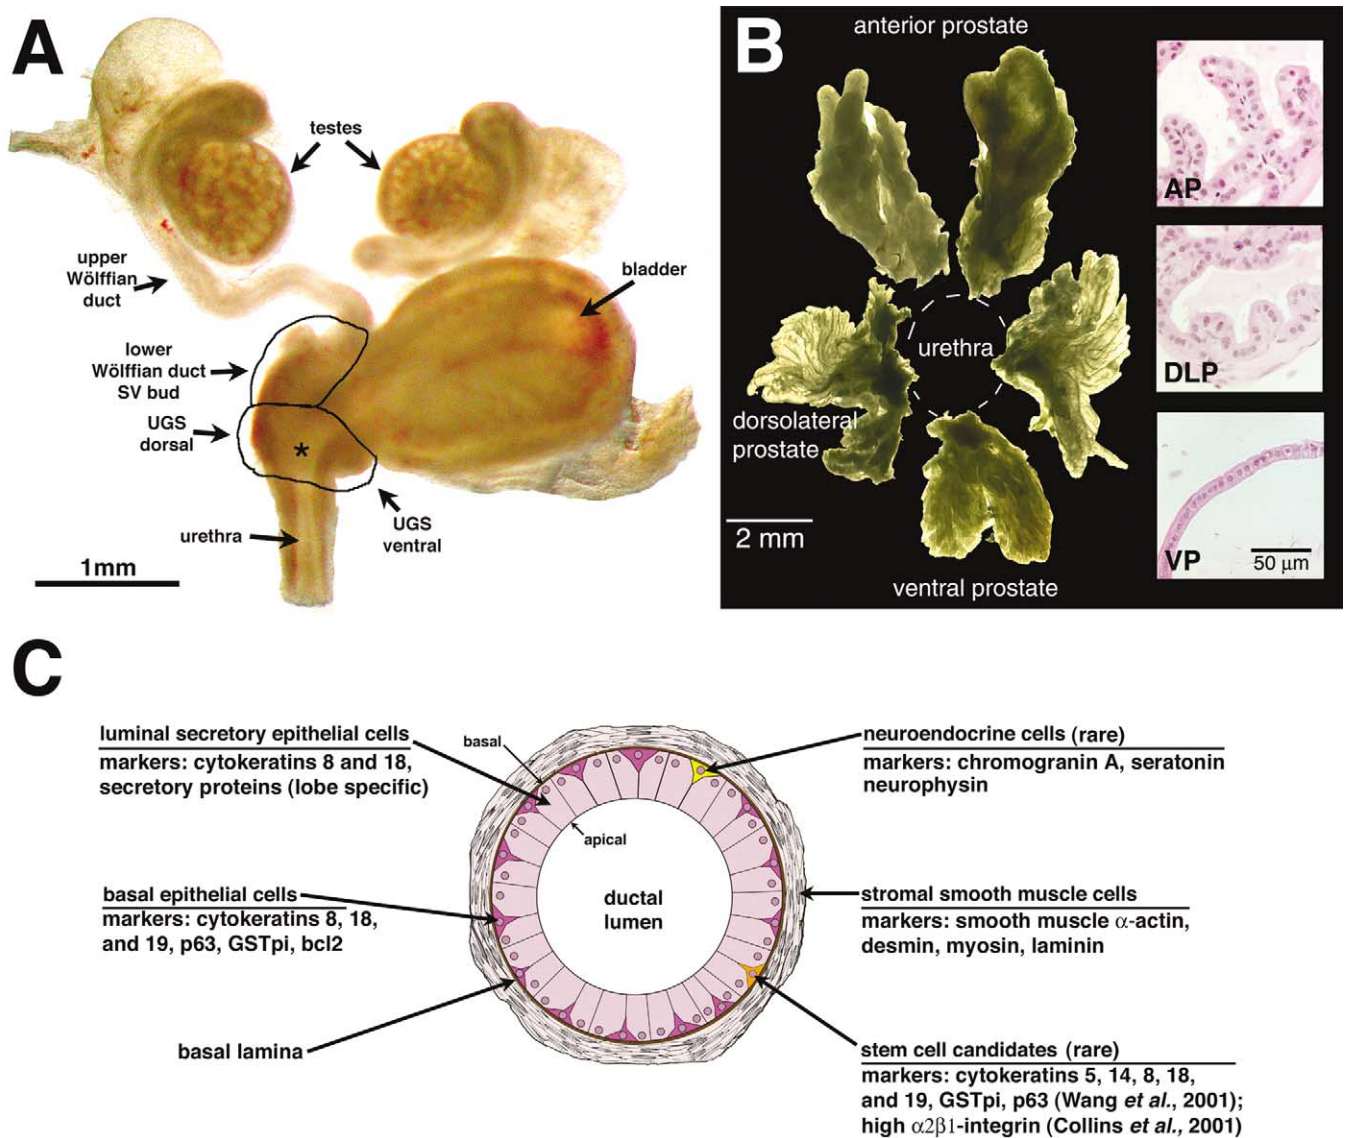 A
testes
upper
Wölffian
duct
bladder
lower
Wölffian duct
SV bud
UGS
dorsal
*
urethra
UGS
ventral
1mm
B
anterior prostate
urethra
dorsolateral
prostate
2 mm
ventral prostate
AP
DLP
VP
50 μm
C
luminal secretory epithelial cells
markers: cytokeratins 8 and 18,
secretory proteins (lobe specific)
basal
apical
ductal
lumen
neuroendocrine cells (rare)
markers: chromogranin A, seratonin
neurophysin
basal epithelial cells
markers: cytokeratins 8, 18,
and 19, p63, GSTpi, bcl2
stromal smooth muscle cells
markers: smooth muscle α-actin,
desmin, myosin, laminin
basal lamina
stem cell candidates (rare)
markers: cytokeratins 5, 14, 8, 18,
and 19, GSTpi, p63 (Wang et al., 2001);
high α2β1-integrin (Collins et al., 2001)